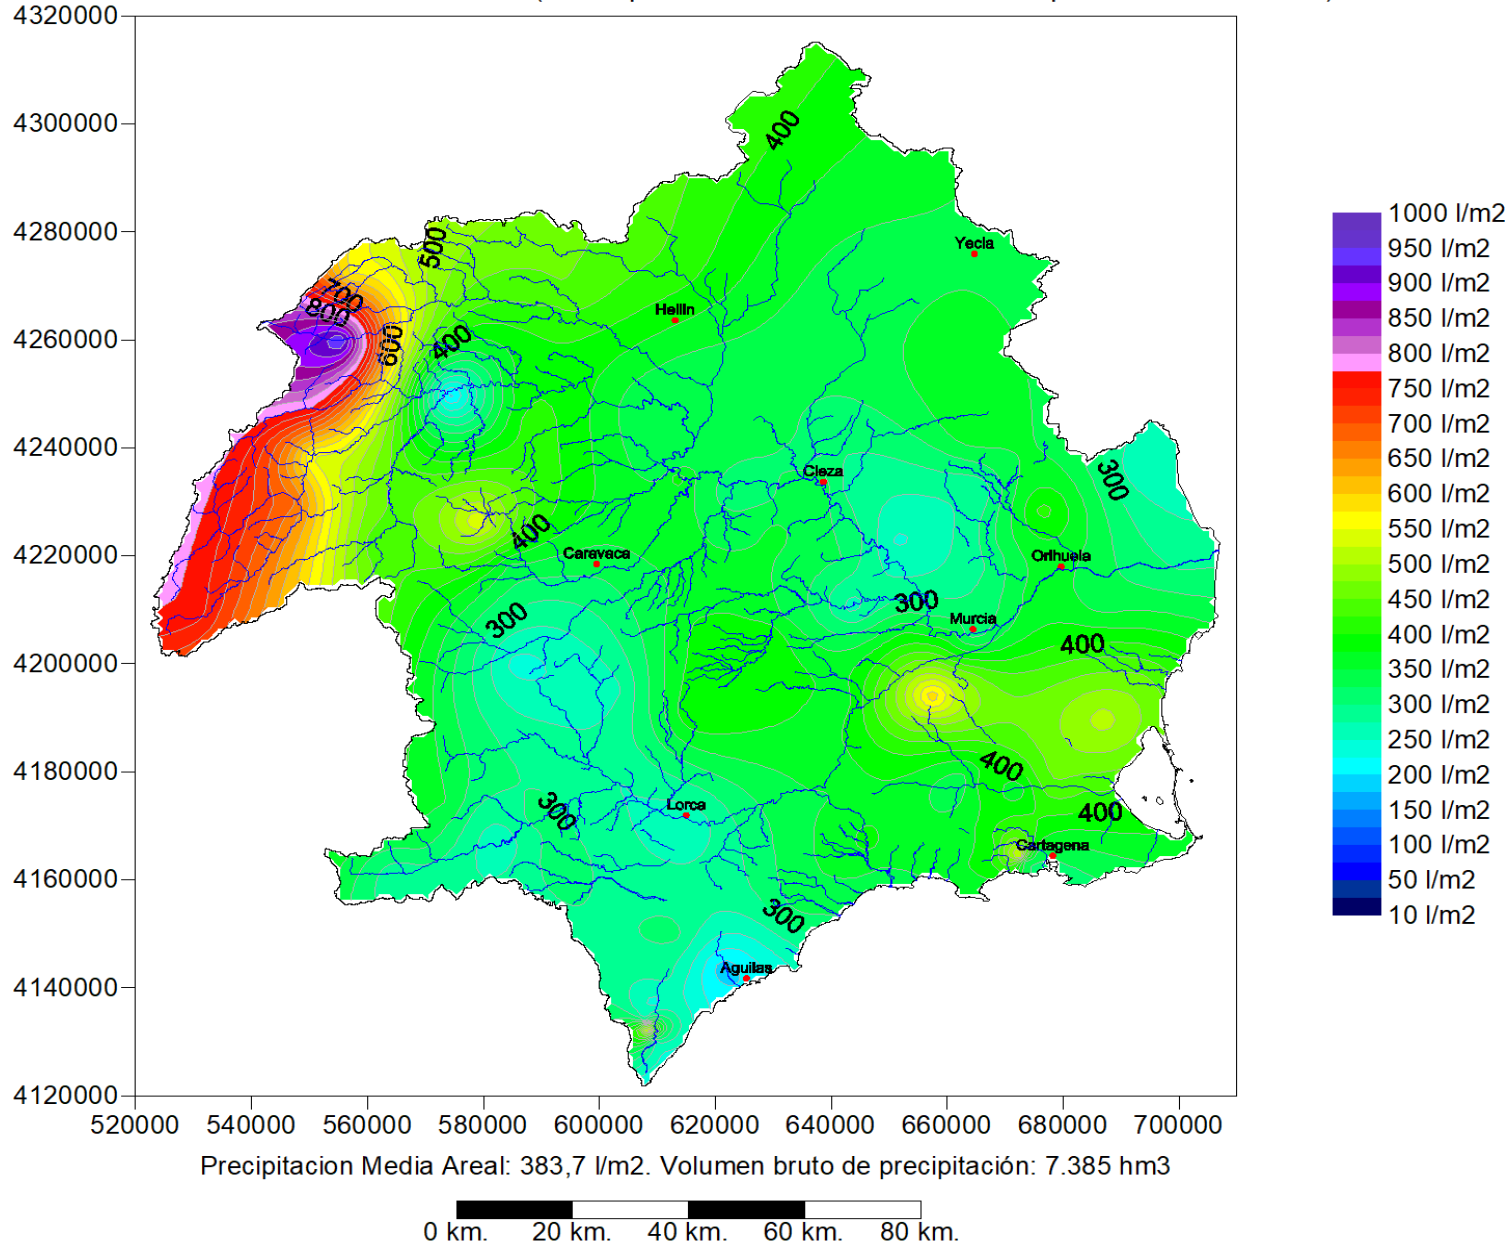 4320000
4300000
4280000
4260000
4240000
4220000
4200000
4180000
4160000
4140000
4120000
520000 540000 560000 580000 600000 620000 640000 660000 680000 700000
400
500
Yecla
700
800
Hellin
600
400
Cieza
300
400
Caravaca
Orihuela
300
300
Murcia
400
400
300
Lorca
400
Cartagena
300
Aguilas
1000 l/m2
950 l/m2
900 l/m2
850 l/m2
800 l/m2
750 l/m2
700 l/m2
650 l/m2
600 l/m2
550 l/m2
500 l/m2
450 l/m2
400 l/m2
350 l/m2
300 l/m2
250 l/m2
200 l/m2
150 l/m2
100 l/m2
50 l/m2
10 l/m2
Precipitacion Media Areal: 383,7 l/m2. Volumen bruto de precipitación: 7.385 hm3
0 km. 20 km. 40 km. 60 km. 80 km.